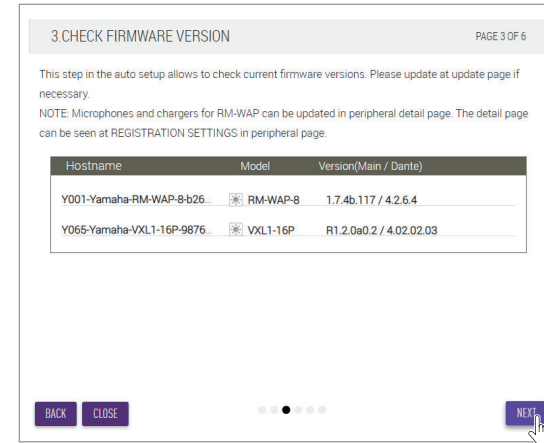 3.CHECK FIRMWARE VERSION
PAGE 3 OF 6
This step in the auto setup allows to check current firmware versions. Please update at update page if
necessary.
NOTE: Microphones and chargers for RM-WAP can be updated in peripheral detail page. The detail page
can be seen at REGISTRATION SETTINGS in peripheral page.
Hostname Model Version(Main / Dante)
Y001-Yamaha-RM-WAP-8-b26... RM-WAP-8 1.7.4b.117 / 4.2.6.4
Y065-Yamaha-VXL1-16P-9876... VXL1-16P R1.2.0a0.2 / 4.02.02.03
BACK CLOSE NEXT